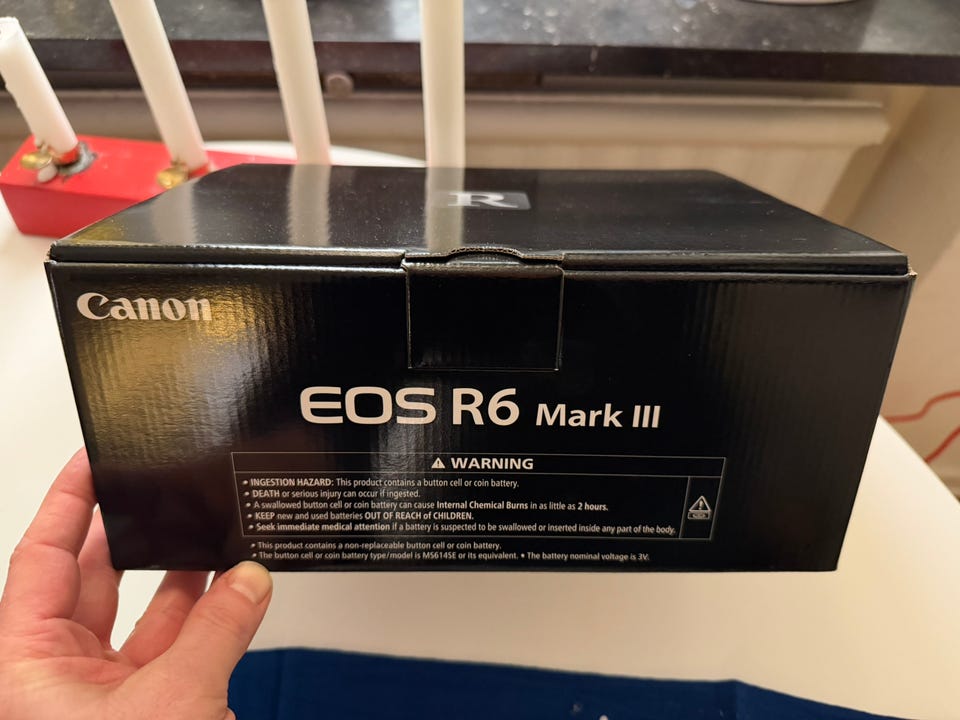 R
Canon
EOS R6 Mark III
⚠ WARNING
• INGESTION HAZARD: This product contains a button cell or coin battery.
• DEATH or serious injury can occur if ingested.
• A swallowed button cell or coin battery can cause Internal Chemical Burns in as little as 2 hours.
• KEEP new and used batteries OUT OF REACH of CHILDREN.
• Seek immediate medical attention if a battery is suspected to be swallowed or inserted inside any part of the body.
• This product contains a non-replaceable button cell or coin battery.
• The button cell or coin battery type/model is MS614SE or its equivalent. • The battery nominal voltage is 3V.